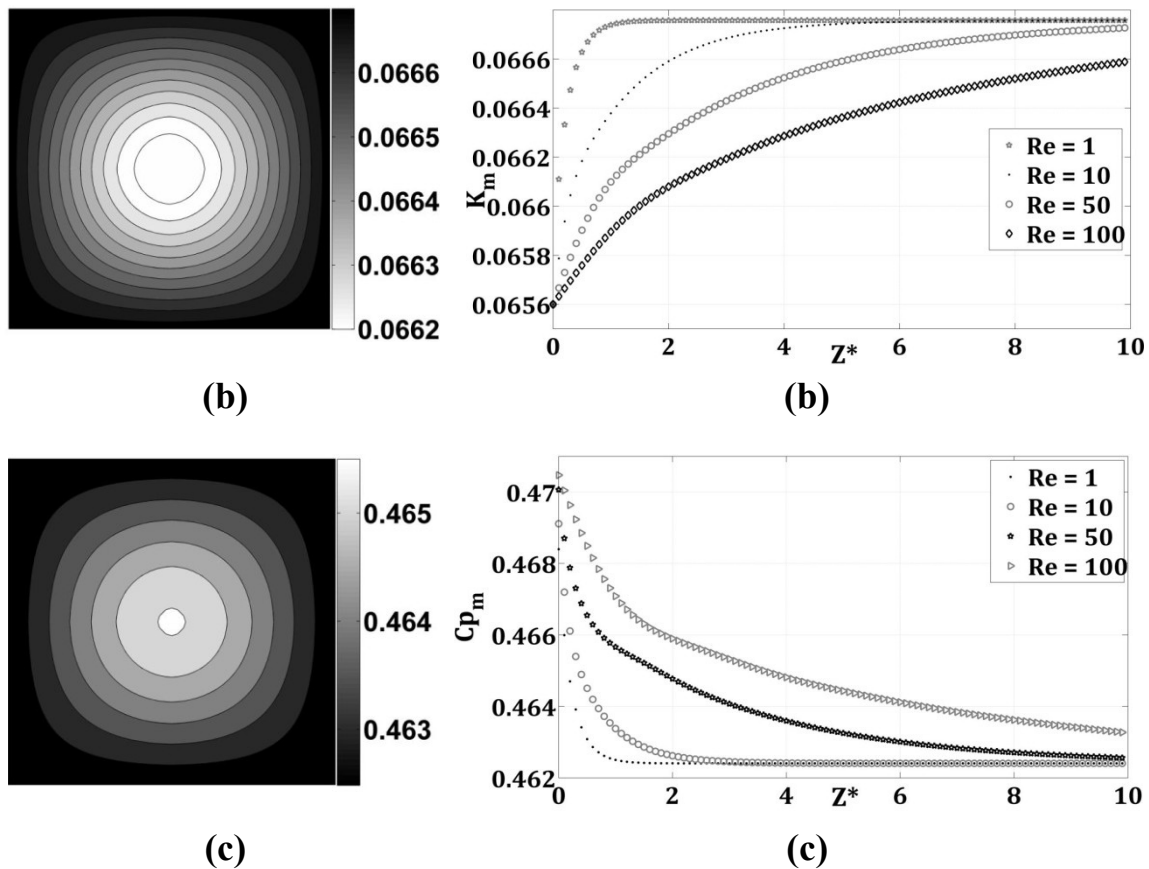 0.0666
0.0665
0.0664
0.0663
0.0662
(b)
K_m
0.0666
0.0664
0.0662
0.066
0.0658
0.0656
0 2 4 6 8 10
Z*
Re = 1
Re = 10
Re = 50
Re = 100
(b)
0.465
0.464
0.463
(c)
Cp_m
0.47
0.468
0.466
0.464
0.462
0 2 4 6 8 10
Z*
Re = 1
Re = 10
Re = 50
Re = 100
(c)